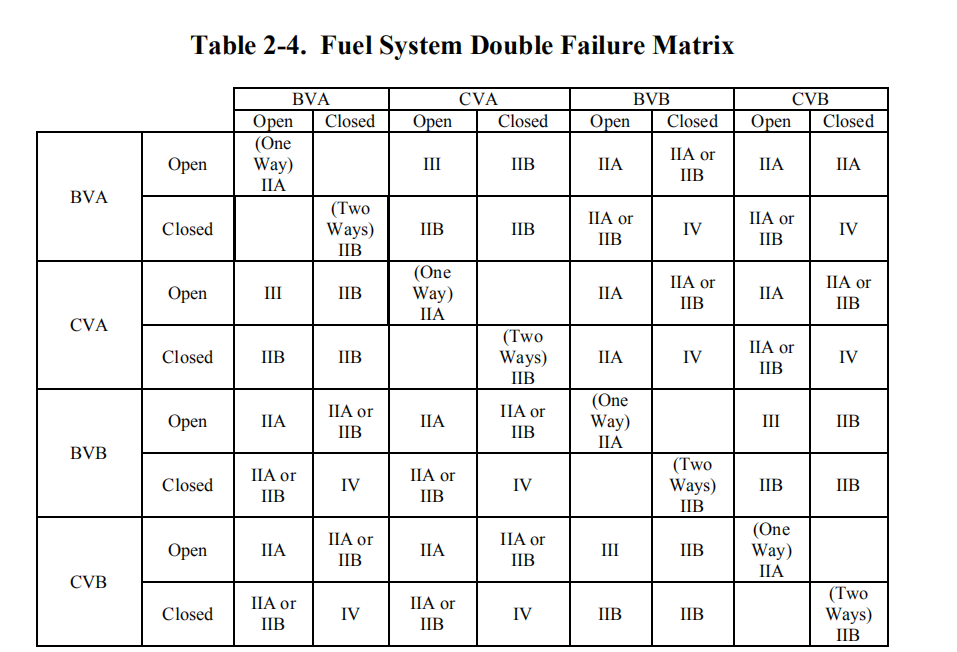 Table 2-4. Fuel System Double Failure Matrix
BVA CVA BVB CVB
Open Closed Open Closed Open Closed Open Closed
BVA Open (One Way) IIA III IIB IIA IIA or IIB IIA IIA
Closed (Two Ways) IIB IIB IIB IIA or IIB IV IIA or IIB IV
CVA Open III IIB (One Way) IIA IIA IIA or IIB IIA IIA or IIB
Closed IIB IIB (Two Ways) IIB IIA IV IIA or IIB IV
BVB Open IIA IIA or IIB IIA IIA or IIB (One Way) IIA III IIB
Closed IIA or IIB IV IIA or IIB IV (Two Ways) IIB IIB IIB
CVB Open IIA IIA or IIB IIA IIA or IIB III IIB (One Way) IIA
Closed IIA or IIB IV IIA or IIB IV IIB IIB (Two Ways) IIB